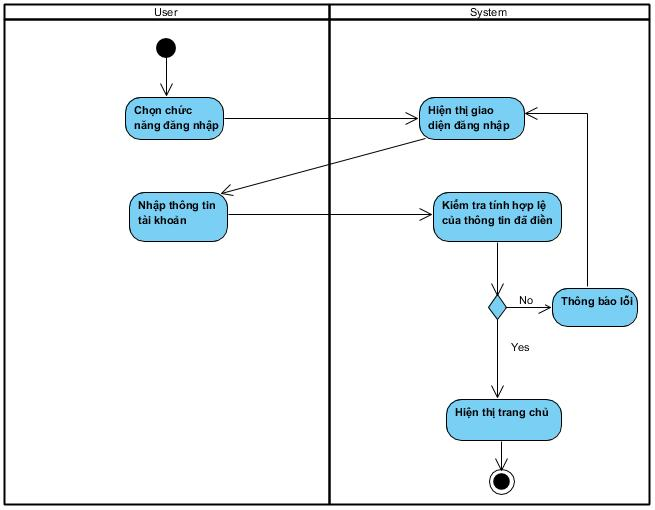 User
System
Chọn chức
năng đăng nhập
Hiện thị giao
diện đăng nhập
Nhập thông tin
tài khoản
Kiểm tra tính hợp lệ
của thông tin đã điền
No
Thông báo lỗi
Yes
Hiện thị trang chủ